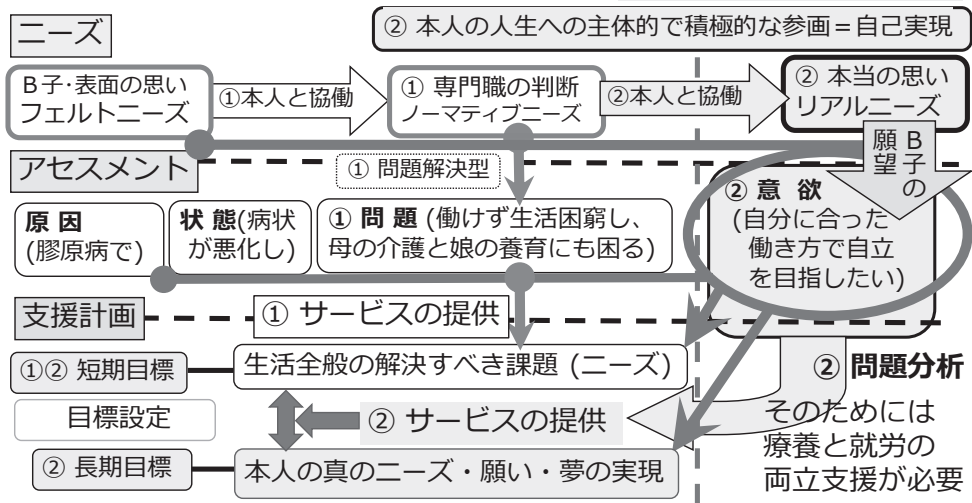 ② 本人の人生への主体的で積極的な参画＝自己実現
ニーズ
B子・表面の思い
フェルトニーズ
①本人と協働
① 専門職の判断
ノーマティブニーズ
②本人と協働
② 本当の思い
リアルニーズ
B子の
願望
アセスメント
① 問題解決型
原因
(膠原病で)
状態(病状
が悪化し)
① 問題 (働けず生活困窮し、
母の介護と娘の養育にも困る)
② 意 欲
(自分に合った
働き方で自立
を目指したい)
支援計画
① サービスの提供
①② 短期目標
生活全般の解決すべき課題 (ニーズ)
② 問題分析
目標設定
② サービスの提供
そのためには
療養と就労の
両立支援が必要
② 長期目標
本人の真のニーズ・願い・夢の実現